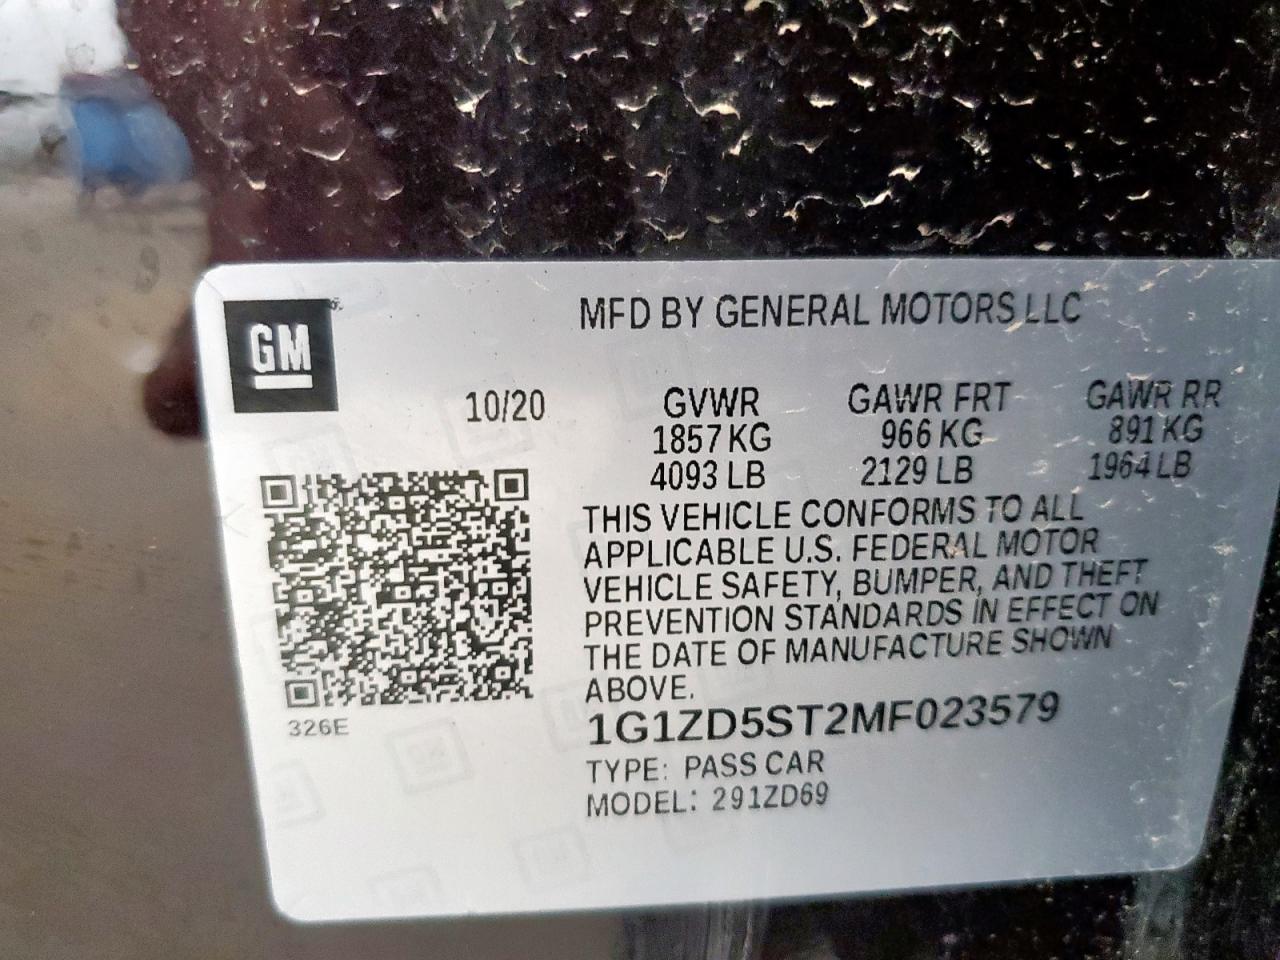 GM
MFD BY GENERAL MOTORS LLC
10/20 GVWR GAWR FRT GAWR RR
1857 KG 966 KG 891 KG
4093 LB 2129 LB 1964 LB
THIS VEHICLE CONFORMS TO ALL
APPLICABLE U.S. FEDERAL MOTOR
VEHICLE SAFETY, BUMPER, AND THEFT
PREVENTION STANDARDS IN EFFECT ON
THE DATE OF MANUFACTURE SHOWN
ABOVE.
326E
1G1ZD5ST2MF023579
TYPE: PASS CAR
MODEL: 291ZD69